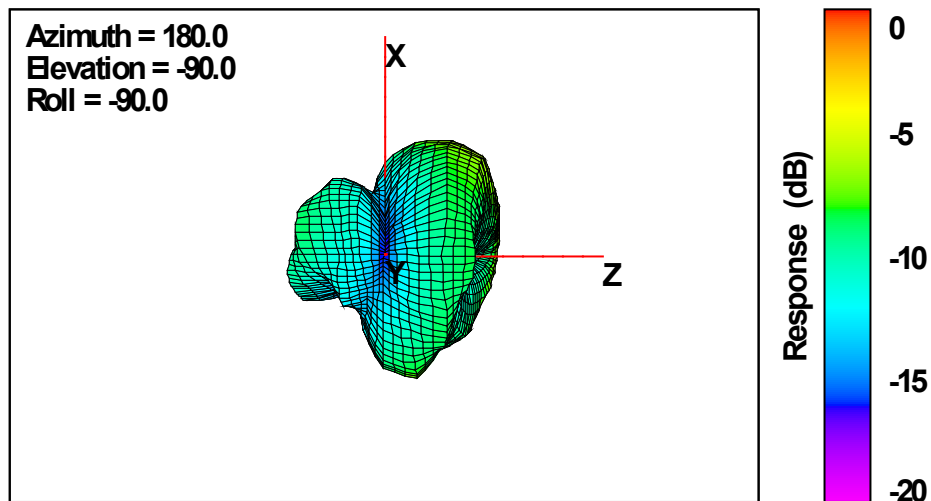 Azimuth = 180.0
Elevation = -90.0
Roll = -90.0
X
Y
Z
Response (dB)
0
-5
-10
-15
-20